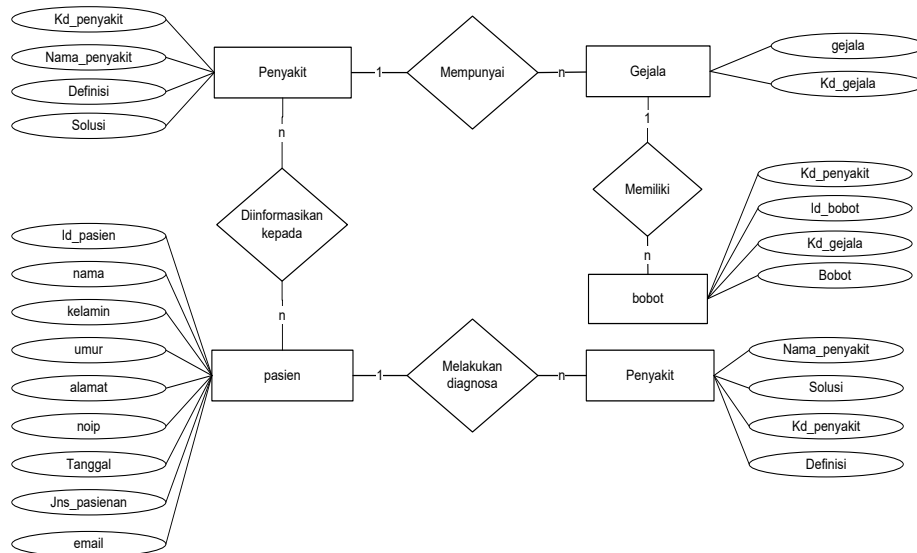 Kd_penyakit
Nama_penyakit
Definisi
Solusi
Penyakit
1
Mempunyai
n
Gejala
gejala
Kd_gejala
n
Diinformasikan
kepada
n
1
Memiliki
n
bobot
Kd_penyakit
Id_bobot
Kd_gejala
Bobot
Id_pasien
nama
kelamin
umur
alamat
noip
Tanggal
Jns_pasienan
email
pasien
1
Melakukan
diagnosa
n
Penyakit
Nama_penyakit
Solusi
Kd_penyakit
Definisi